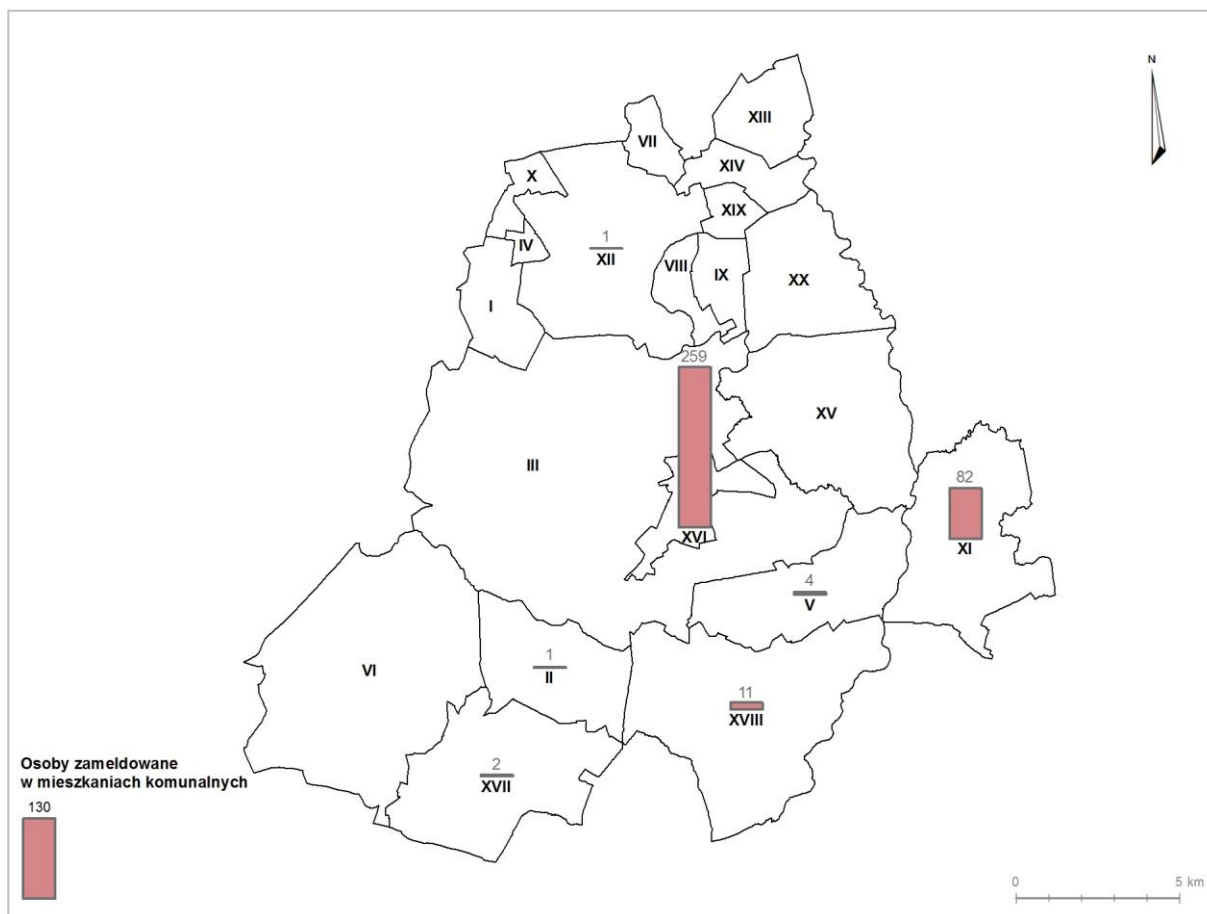 N
XIII
VII
XIV
X
XIX
1
IV
XII
VIII
IX
XX
I
259
XV
III
82
XVI
XI
4
V
1
II
VI
11
XVIII
2
XVII
Osoby zameldowane
w mieszkaniach komunalnych
130
0 5 km